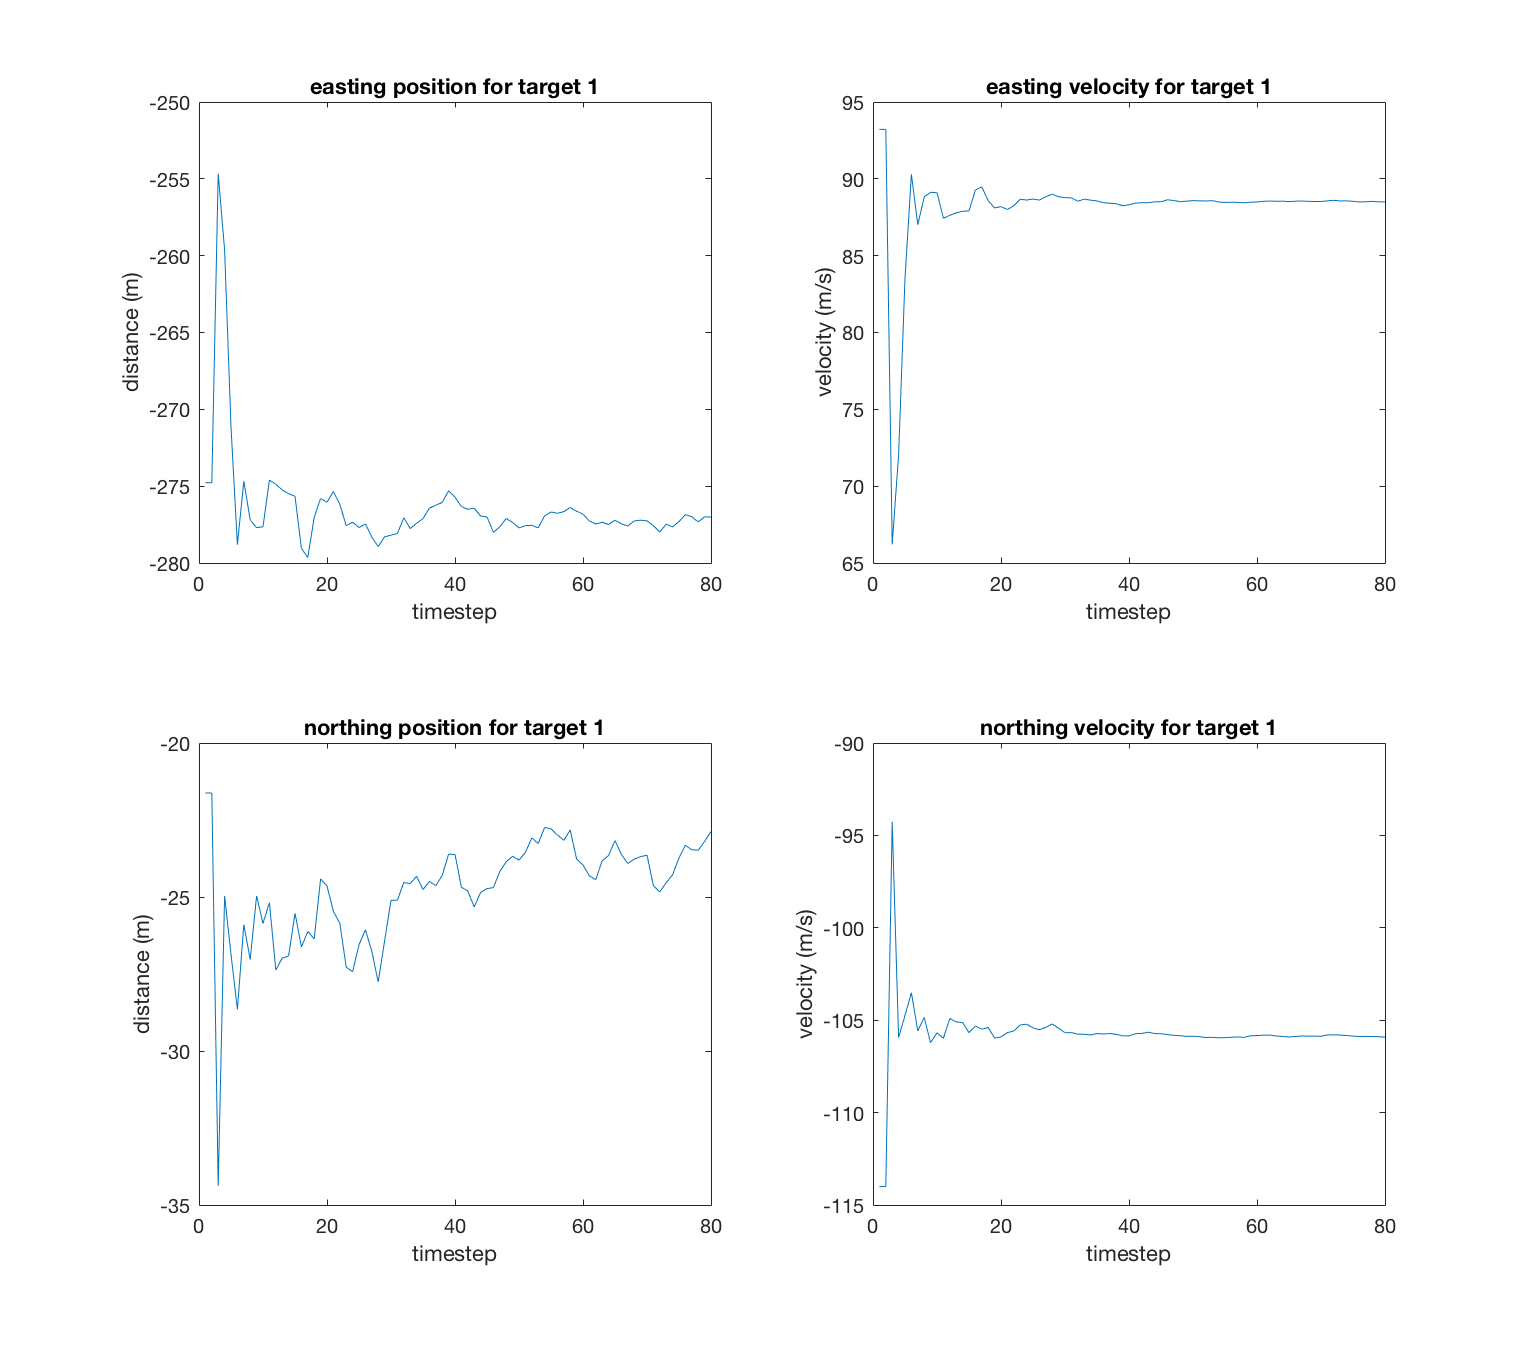 easting position for target 1
-250
-255
-260
-265
-270
-275
-280
distance (m)
0 20 40 60 80
timestep
easting velocity for target 1
95
90
85
80
75
70
65
velocity (m/s)
0 20 40 60 80
timestep
northing position for target 1
-20
-25
-30
-35
distance (m)
0 20 40 60 80
timestep
northing velocity for target 1
-90
-95
-100
-105
-110
-115
velocity (m/s)
0 20 40 60 80
timestep